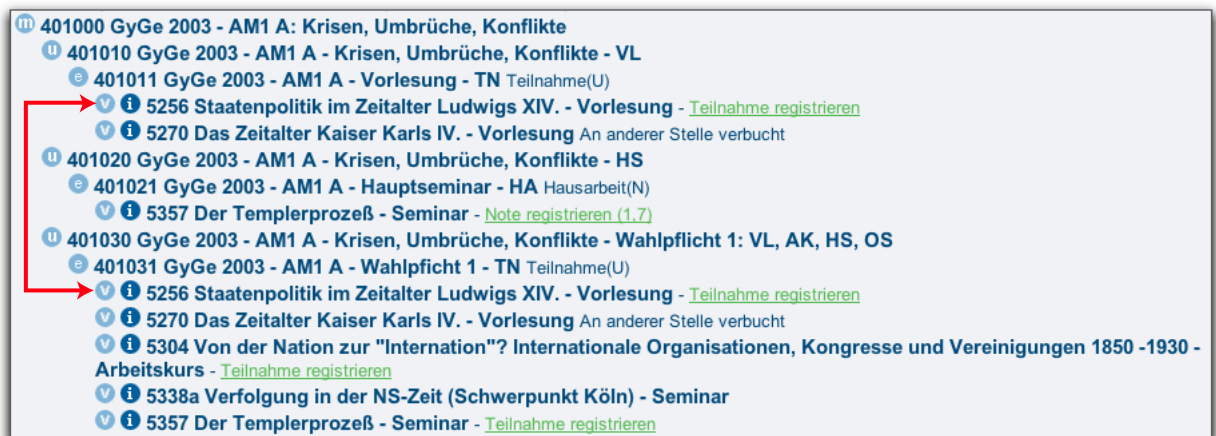 m 401000 GyGe 2003 - AM1 A: Krisen, Umbrüche, Konflikte
u 401010 GyGe 2003 - AM1 A - Krisen, Umbrüche, Konflikte - VL
e 401011 GyGe 2003 - AM1 A - Vorlesung - TN Teilnahme(U)
v i 5256 Staatenpolitik im Zeitalter Ludwigs XIV. - Vorlesung - Teilnahme registrieren
v i 5270 Das Zeitalter Kaiser Karls IV. - Vorlesung An anderer Stelle verbucht
u 401020 GyGe 2003 - AM1 A - Krisen, Umbrüche, Konflikte - HS
e 401021 GyGe 2003 - AM1 A - Hauptseminar - HA Hausarbeit(N)
v i 5357 Der Templerprozeß - Seminar - Note registrieren (1,7)
u 401030 GyGe 2003 - AM1 A - Krisen, Umbrüche, Konflikte - Wahlpflicht 1: VL, AK, HS, OS
e 401031 GyGe 2003 - AM1 A - Wahlpficht 1 - TN Teilnahme(U)
v i 5256 Staatenpolitik im Zeitalter Ludwigs XIV. - Vorlesung - Teilnahme registrieren
v i 5270 Das Zeitalter Kaiser Karls IV. - Vorlesung An anderer Stelle verbucht
v i 5304 Von der Nation zur "Internation"? Internationale Organisationen, Kongresse und Vereinigungen 1850 -1930 -
Arbeitskurs - Teilnahme registrieren
v i 5338a Verfolgung in der NS-Zeit (Schwerpunkt Köln) - Seminar
v i 5357 Der Templerprozeß - Seminar - Teilnahme registrieren